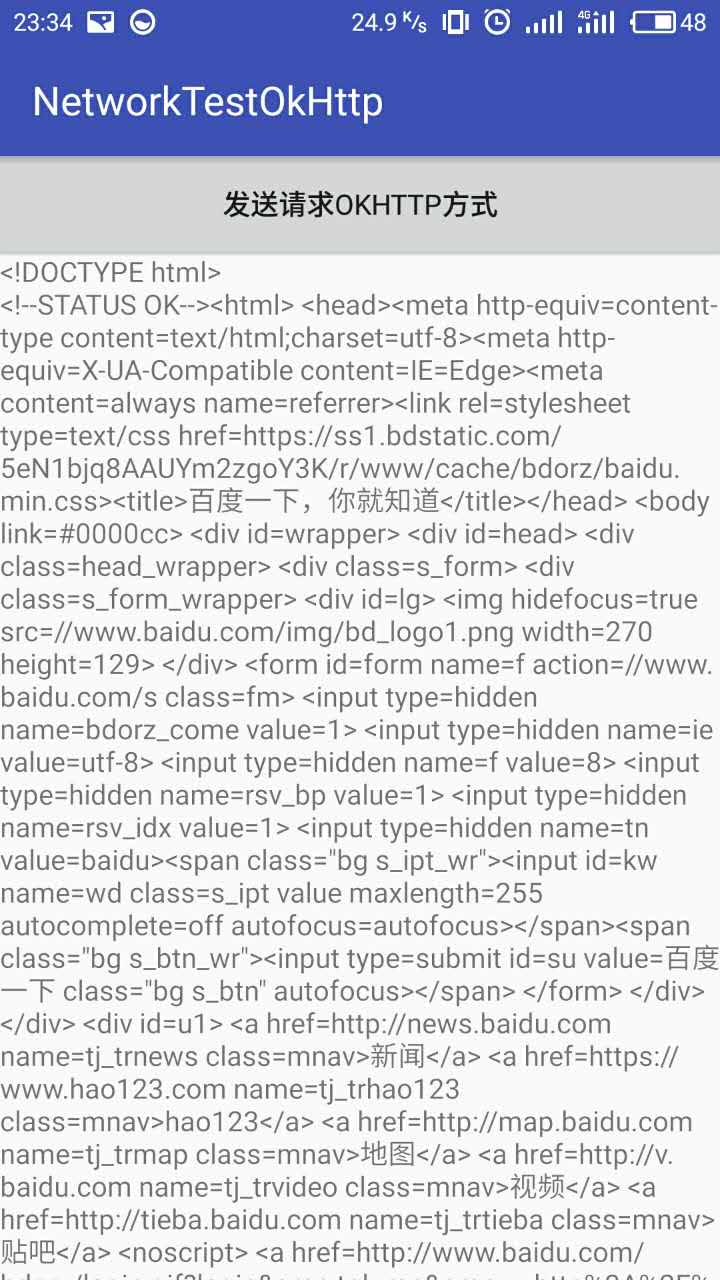 23:34 24.9 K/s 4G 48
NetworkTestOkHttp
发送请求OKHTTP方式
<!DOCTYPE html>
<!--STATUS OK--><html> <head><meta http-equiv=content-
type content=text/html;charset=utf-8><meta http-
equiv=X-UA-Compatible content=IE=Edge><meta
content=always name=referrer><link rel=stylesheet
type=text/css href=https://ss1.bdstatic.com/
5eN1bjq8AAUYm2zgoY3K/r/www/cache/bdorz/baidu.
min.css><title>百度一下，你就知道</title></head> <body
link=#0000cc> <div id=wrapper> <div id=head> <div
class=head_wrapper> <div class=s_form> <div
class=s_form_wrapper> <div id=lg> <img hidefocus=true
src=//www.baidu.com/img/bd_logo1.png width=270
height=129> </div> <form id=form name=f action=//www.
baidu.com/s class=fm> <input type=hidden
name=bdorz_come value=1> <input type=hidden name=ie
value=utf-8> <input type=hidden name=f value=8> <input
type=hidden name=rsv_bp value=1> <input type=hidden
name=rsv_idx value=1> <input type=hidden name=tn
value=baidu><span class="bg s_ipt_wr"><input id=kw
name=wd class=s_ipt value maxlength=255
autocomplete=off autofocus=autofocus></span><span
class="bg s_btn_wr"><input type=submit id=su value=百度
一下 class="bg s_btn" autofocus></span> </form> </div>
</div> <div id=u1> <a href=http://news.baidu.com
name=tj_trnews class=mnav>新闻</a> <a href=https://
www.hao123.com name=tj_trhao123
class=mnav>hao123</a> <a href=http://map.baidu.com
name=tj_trmap class=mnav>地图</a> <a href=http://v.
baidu.com name=tj_trvideo class=mnav>视频</a> <a
href=http://tieba.baidu.com name=tj_trtieba class=mnav>
贴吧</a> <noscript> <a href=http://www.baidu.com/